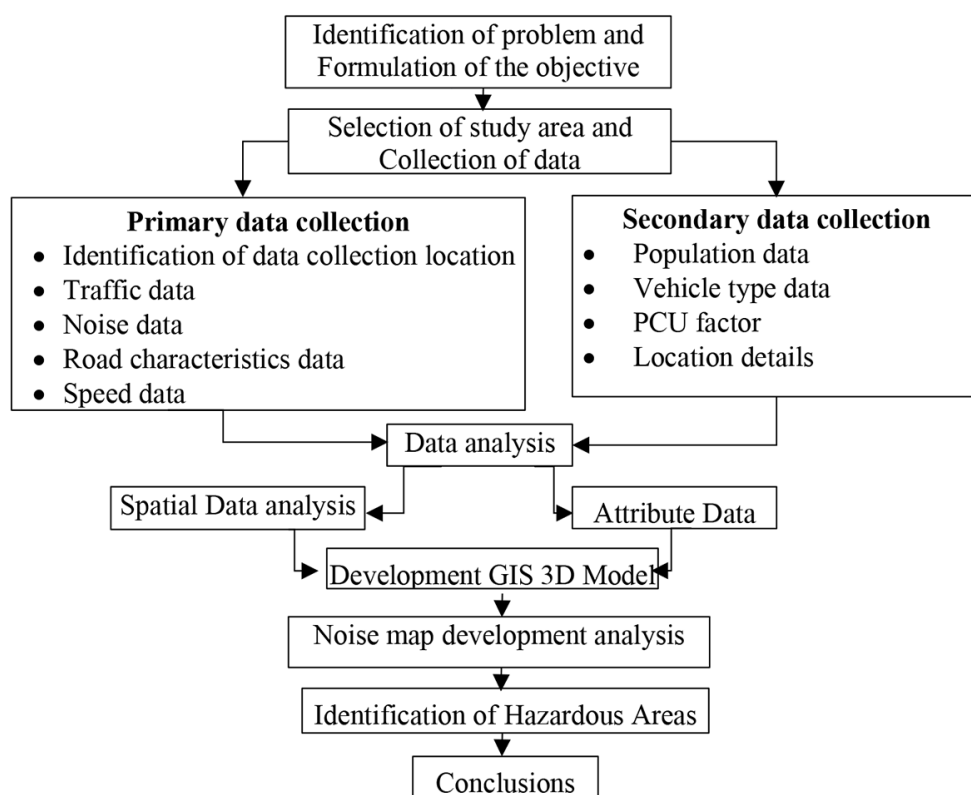 Identification of problem and
Formulation of the objective
Selection of study area and
Collection of data
Primary data collection
• Identification of data collection location
• Traffic data
• Noise data
• Road characteristics data
• Speed data
Secondary data collection
• Population data
• Vehicle type data
• PCU factor
• Location details
Data analysis
Spatial Data analysis
Attribute Data
Development GIS 3D Model
Noise map development analysis
Identification of Hazardous Areas
Conclusions